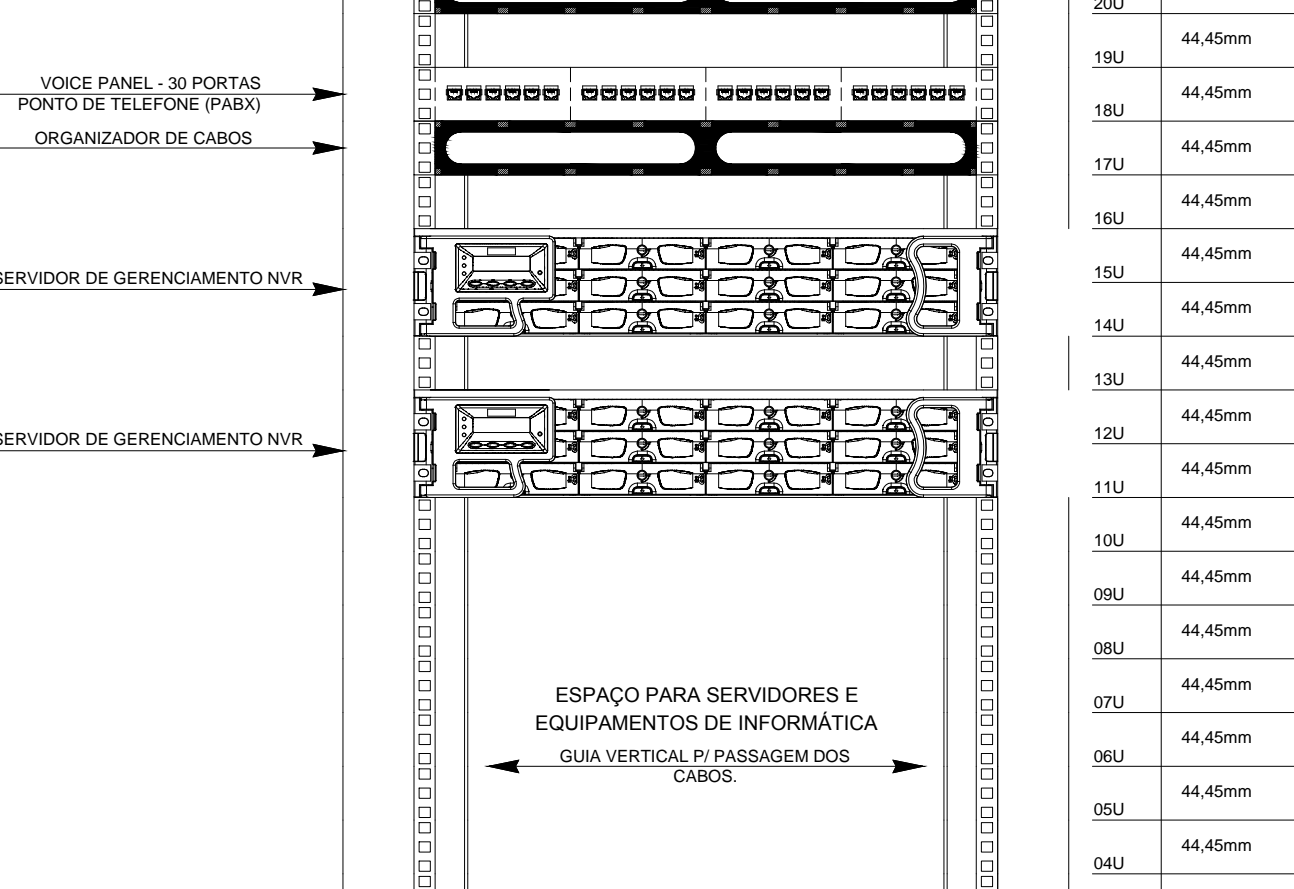 20U
44,45mm
19U
VOICE PANEL - 30 PORTAS
44,45mm
PONTO DE TELEFONE (PABX)
18U
ORGANIZADOR DE CABOS
44,45mm
17U
44,45mm
16U
44,45mm
SERVIDOR DE GERENCIAMENTO NVR
15U
44,45mm
14U
44,45mm
13U
44,45mm
SERVIDOR DE GERENCIAMENTO NVR
12U
44,45mm
11U
44,45mm
10U
44,45mm
09U
44,45mm
08U
44,45mm
ESPAÇO PARA SERVIDORES E
07U
EQUIPAMENTOS DE INFORMÁTICA
44,45mm
GUIA VERTICAL P/ PASSAGEM DOS
06U
CABOS.
44,45mm
05U
44,45mm
04U